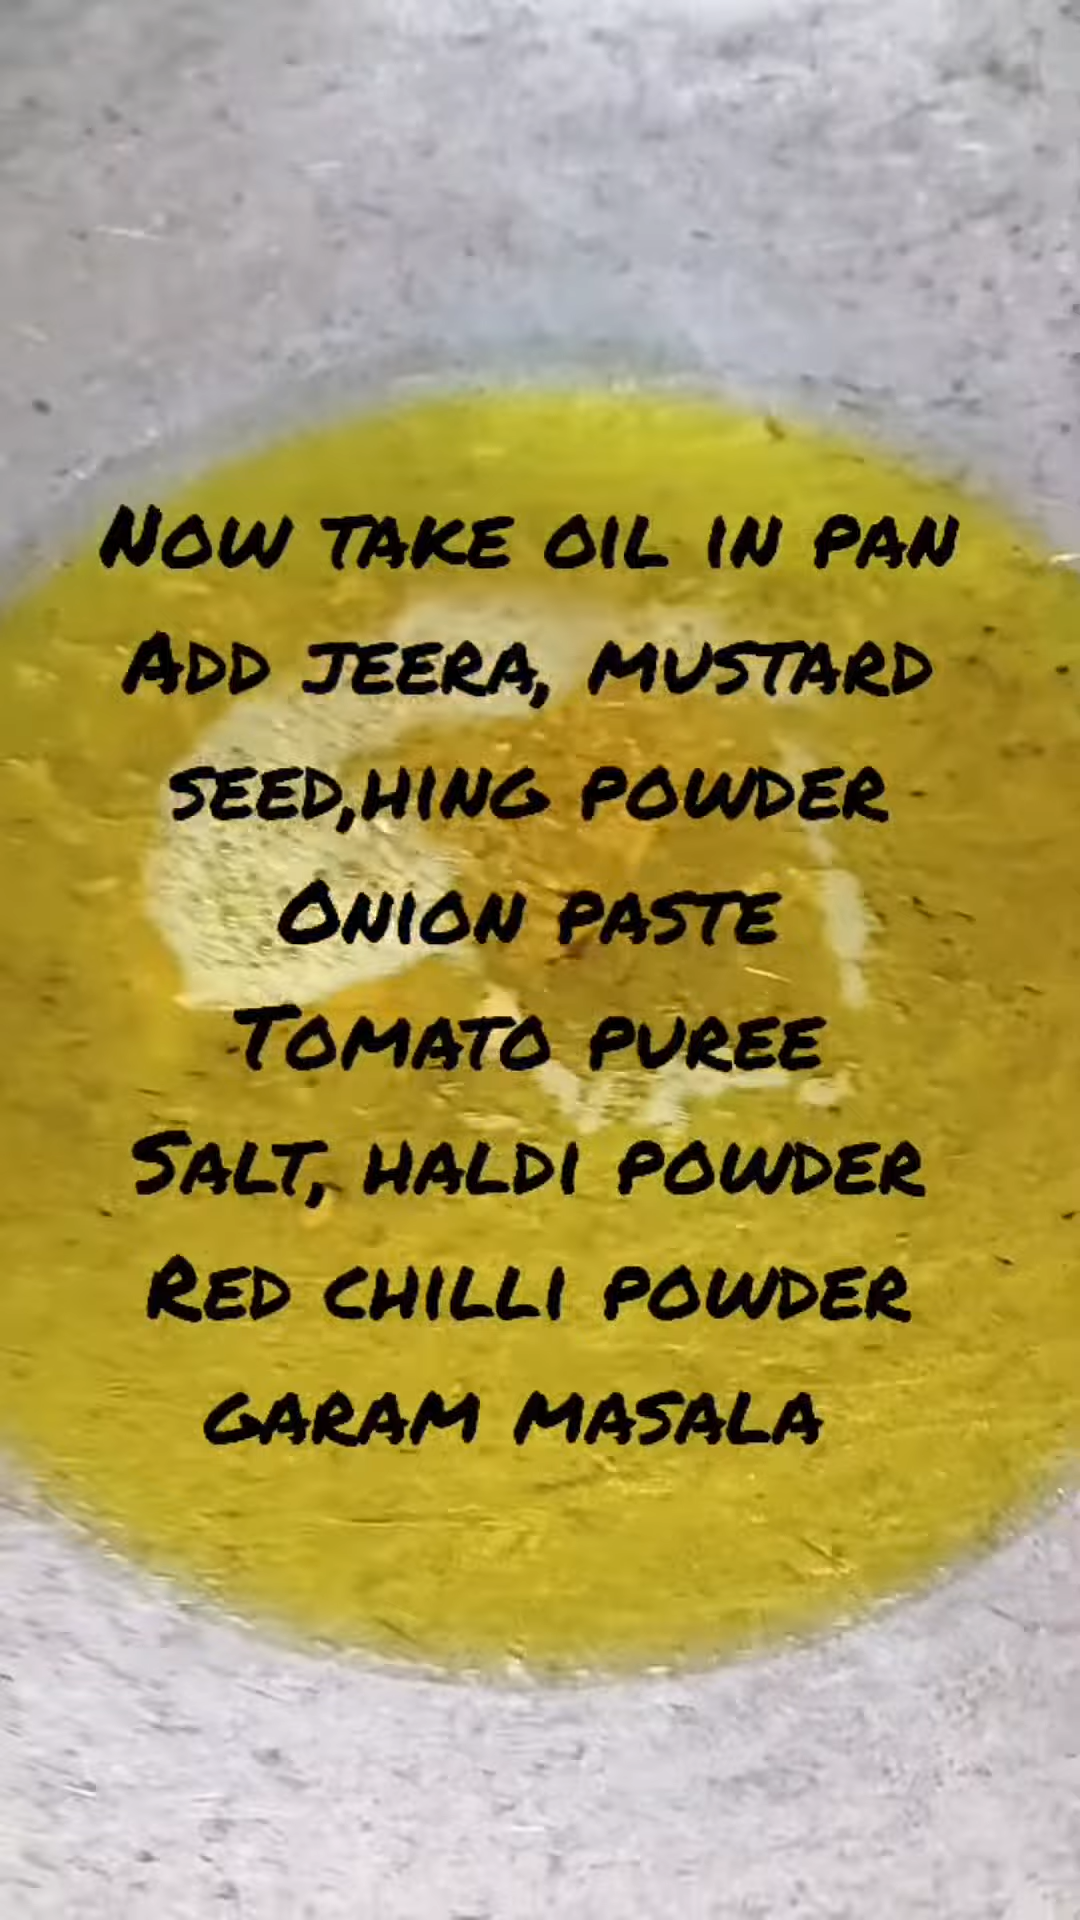 Now take oil in pan
Add jeera, mustard
seed,hing powder
Onion paste
Tomato puree
Salt, haldi powder
Red chilli powder
garam masala